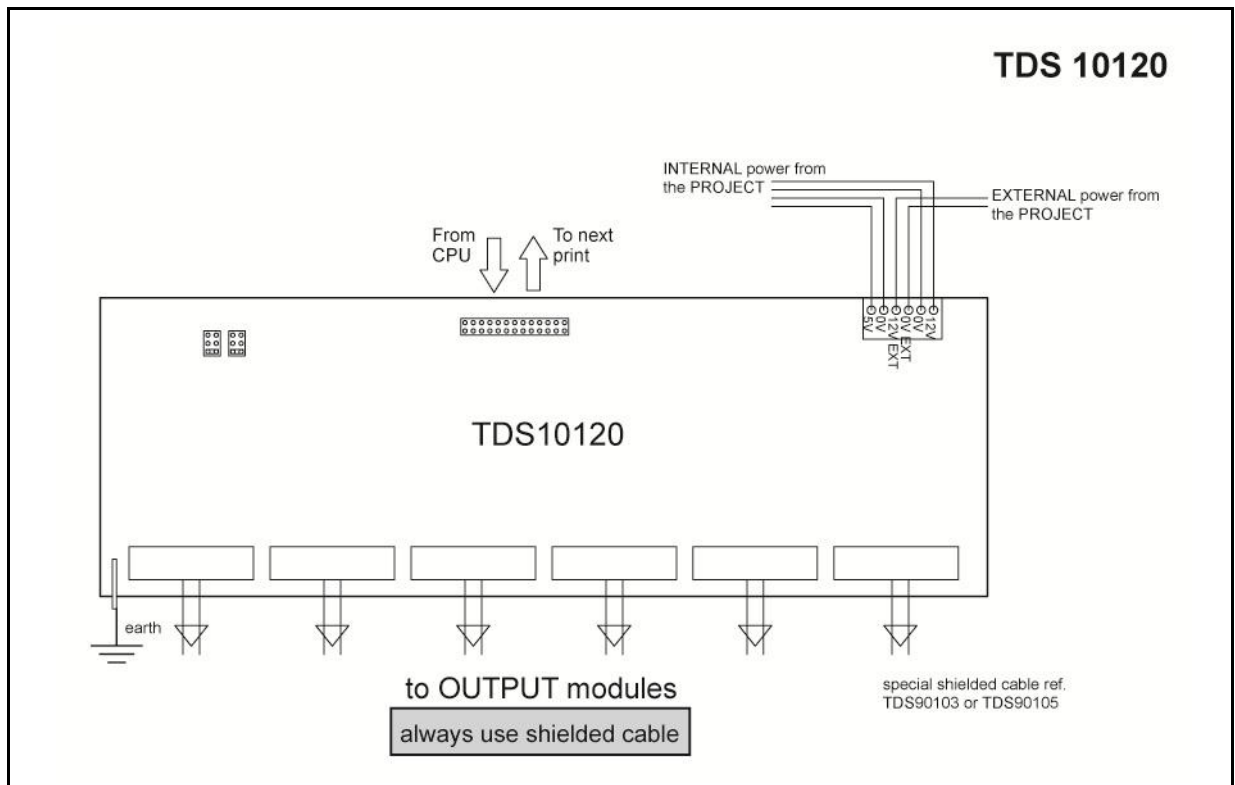 TDS 10120
INTERNAL power from
the PROJECT
EXTERNAL power from
the PROJECT
From
CPU
To next
print
5V
0V
12V EXT
0V EXT
0V
12V
TDS10120
earth
to OUTPUT modules
always use shielded cable
special shielded cable ref.
TDS90103 or TDS90105